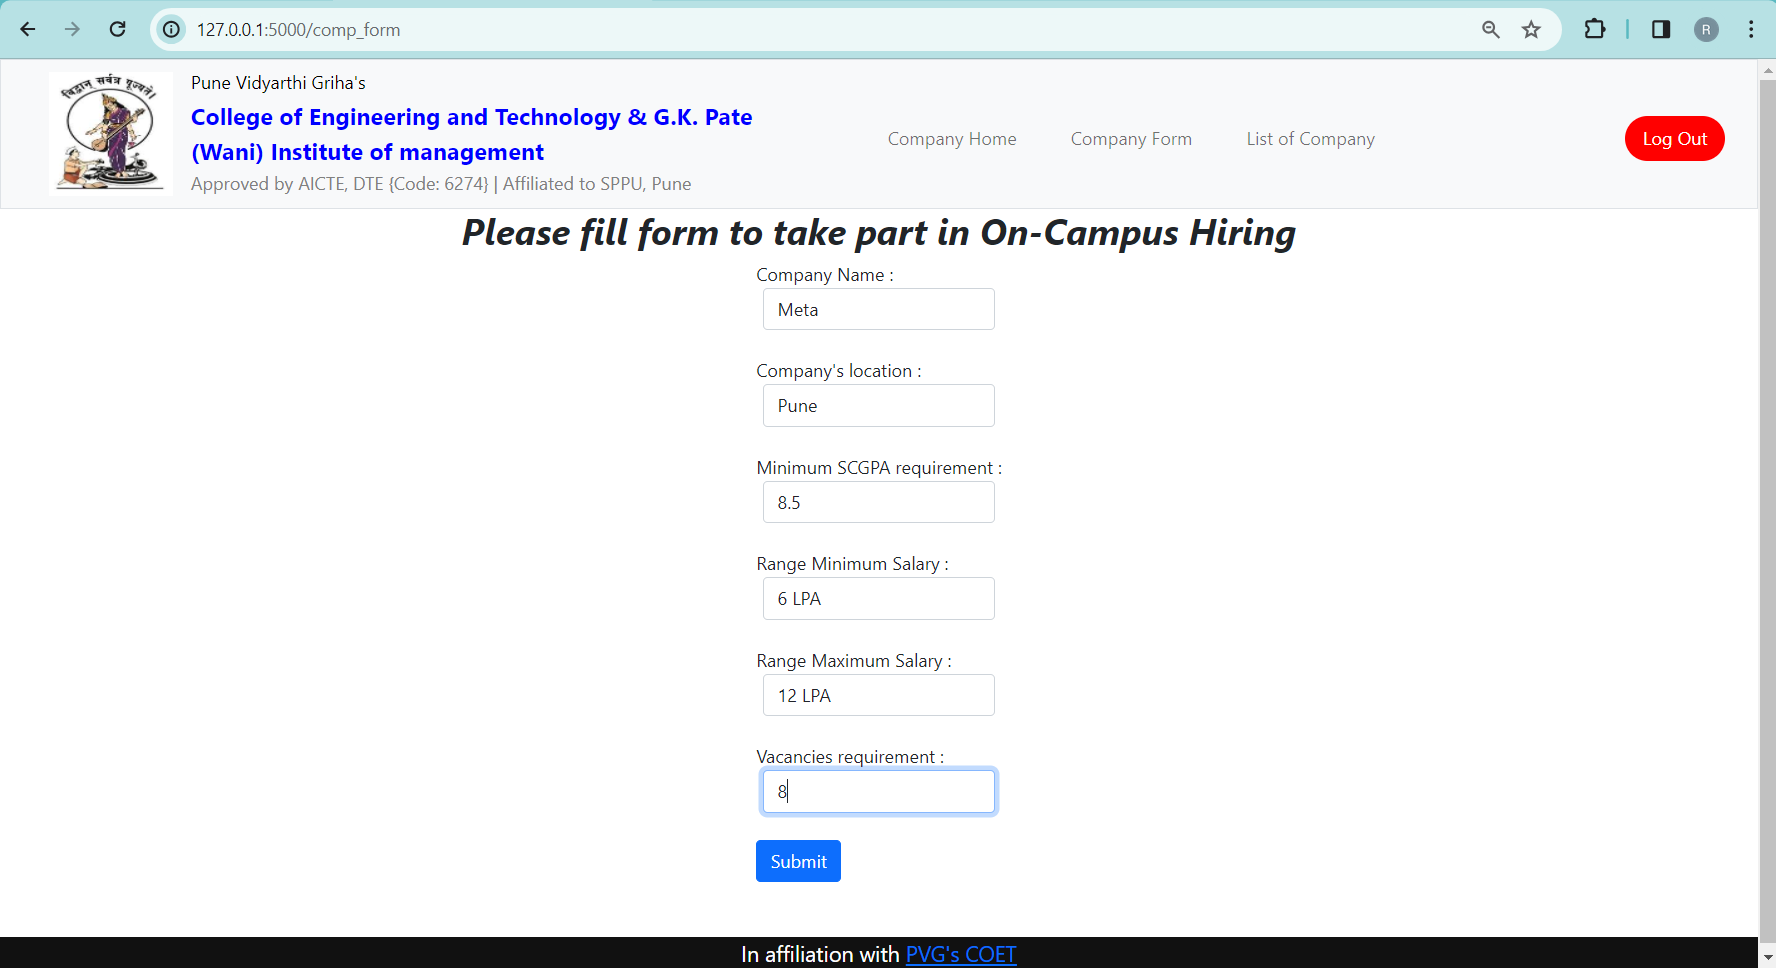 127.0.0.1:5000/comp_form
R
विद्वान् सर्वत्र पूज्यते।
Pune Vidyarthi Griha's
College of Engineering and Technology & G.K. Pate
(Wani) Institute of management
Approved by AICTE, DTE {Code: 6274} | Affiliated to SPPU, Pune
Company Home
Company Form
List of Company
Log Out
Please fill form to take part in On-Campus Hiring
Company Name :
Meta
Company's location :
Pune
Minimum SCGPA requirement :
8.5
Range Minimum Salary :
6 LPA
Range Maximum Salary :
12 LPA
Vacancies requirement :
8
Submit
In affiliation with PVG's COET